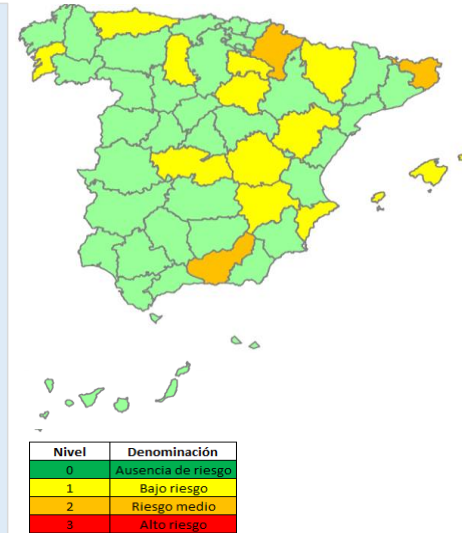 Nivel Denominación
0 Ausencia de riesgo
1 Bajo riesgo
2 Riesgo medio
3 Alto riesgo